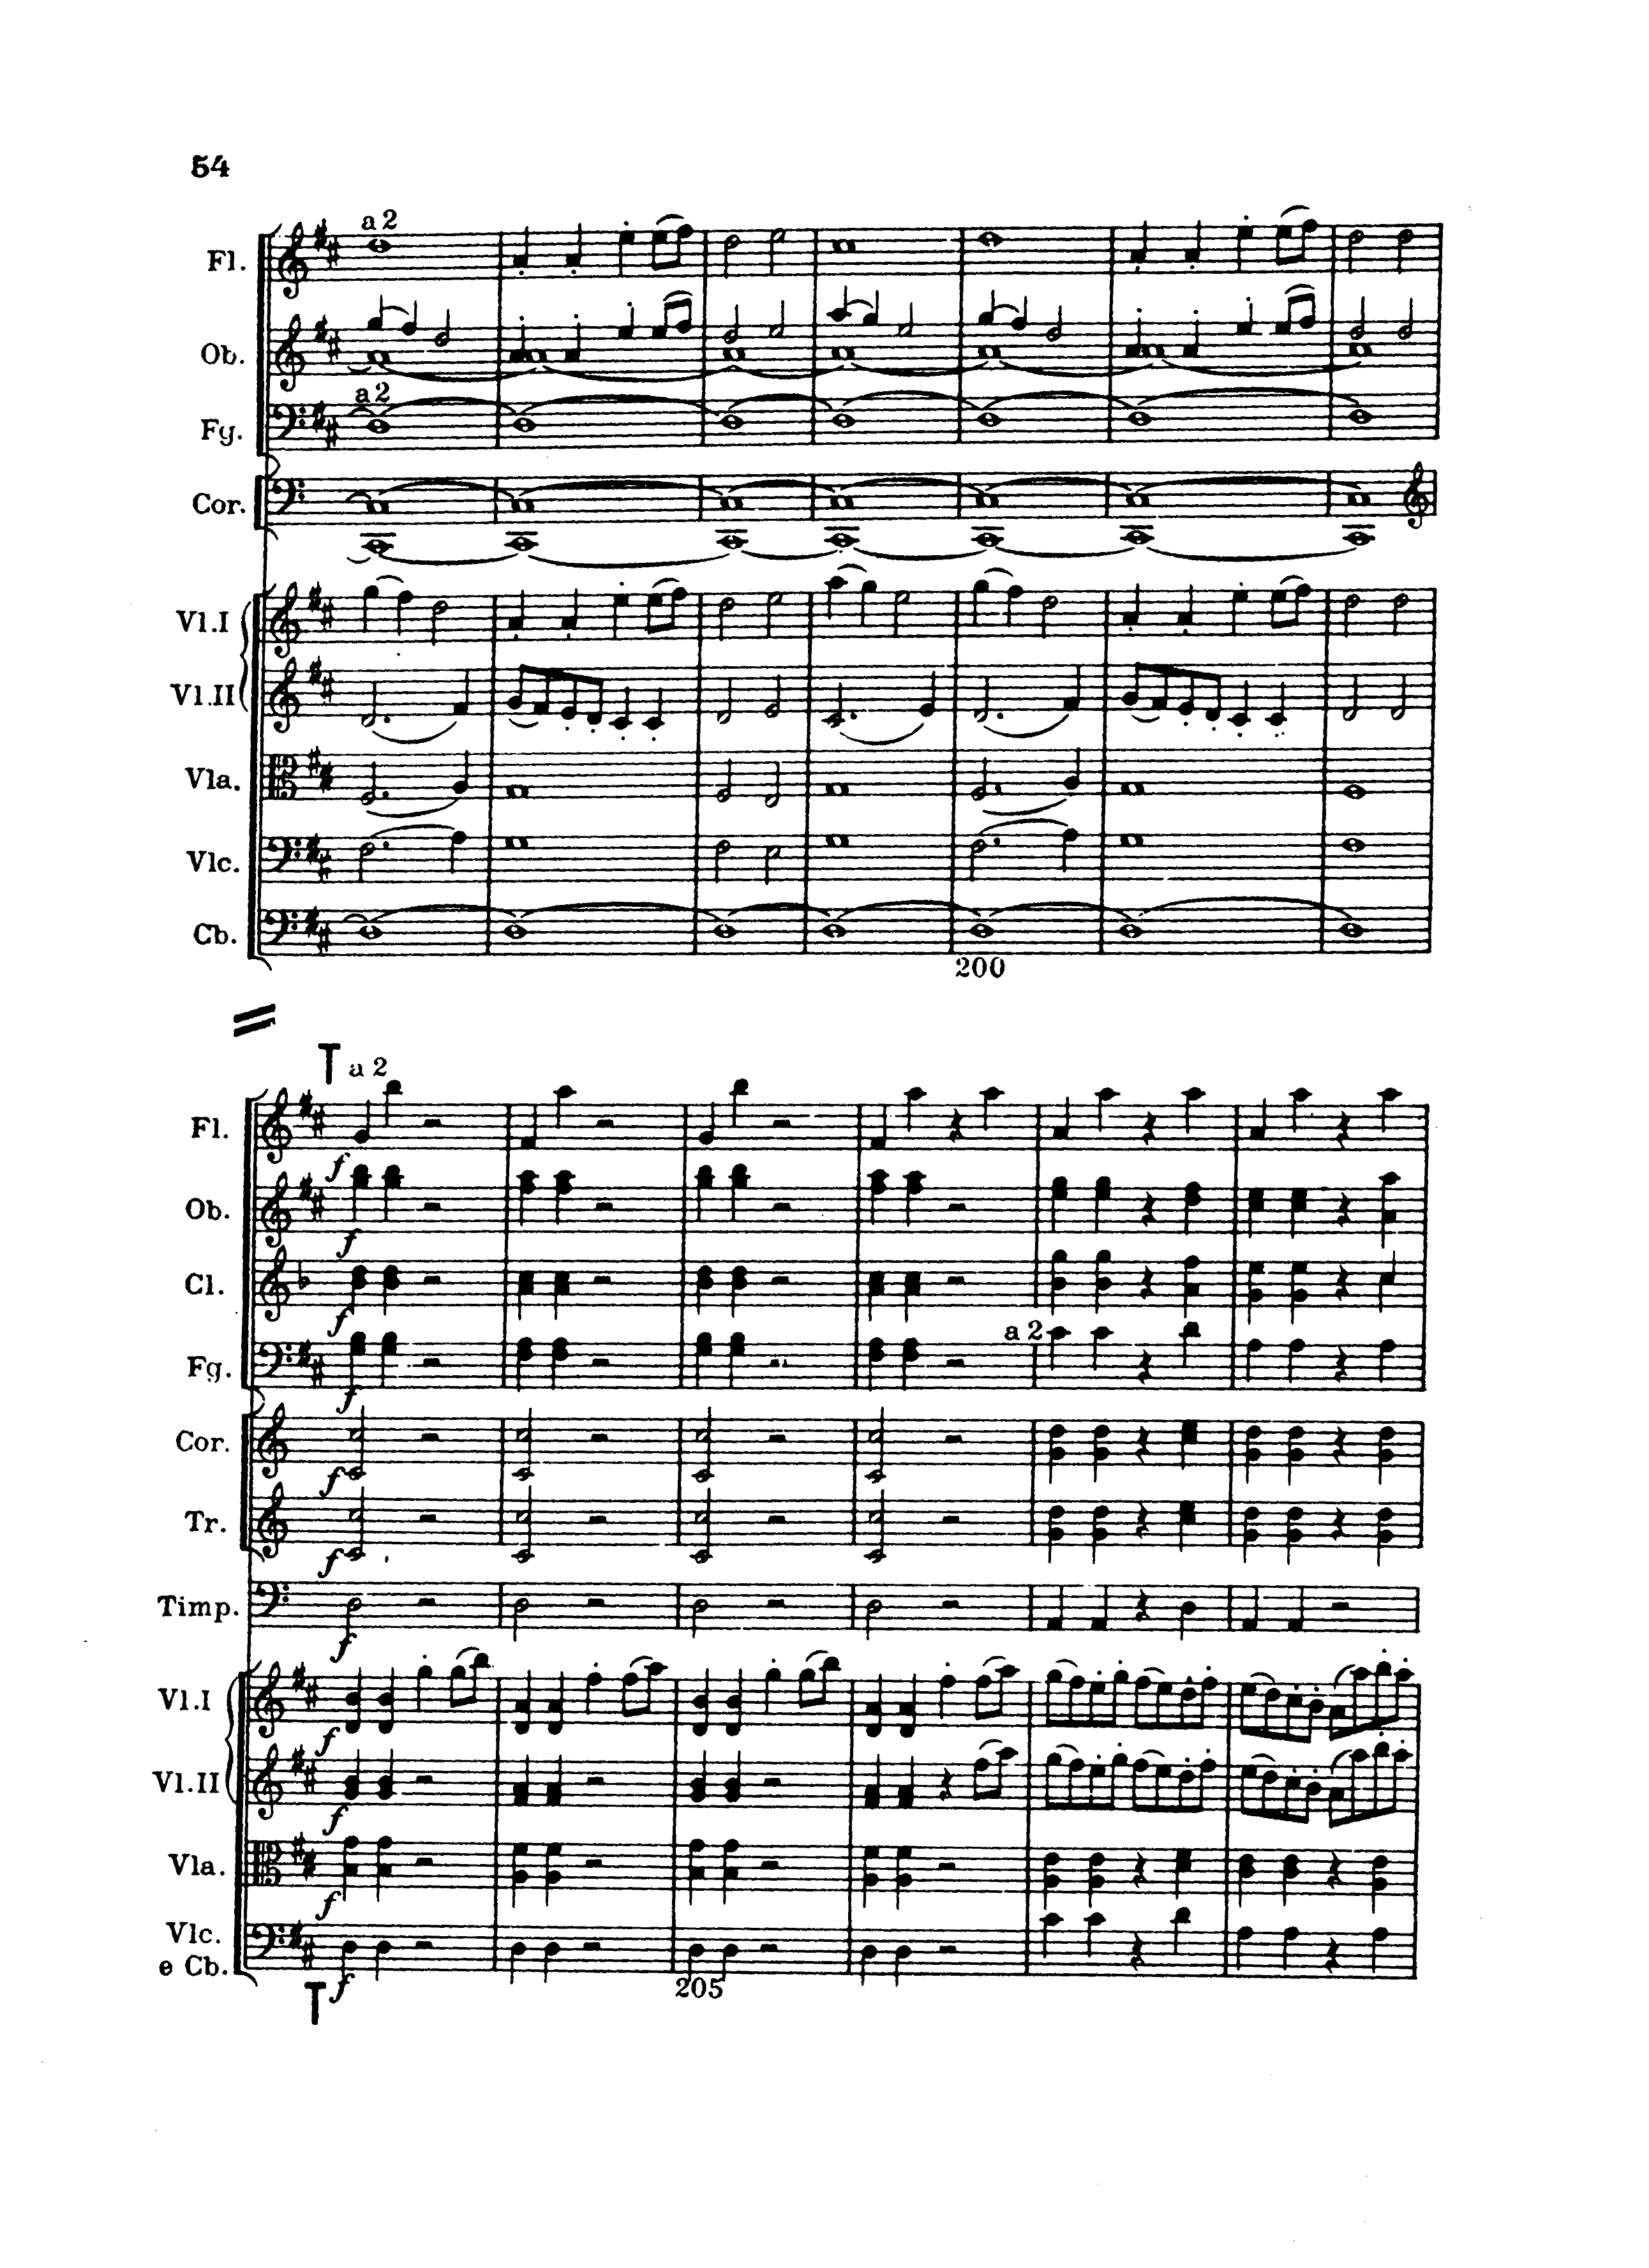 54
a 2
Fl.
Ob.
a 2
Fg.
Cor.
Vl.I
Vl.II
Vla.
Vlc.
Cb.
200
T a 2
Fl.
f
Ob.
f
Cl.
f
a 2
Fg.
f
Cor.
f
Tr.
f
Timp.
f
Vl.I
f
Vl.II
f
Vla.
f
Vlc.
e Cb.
f
T
205